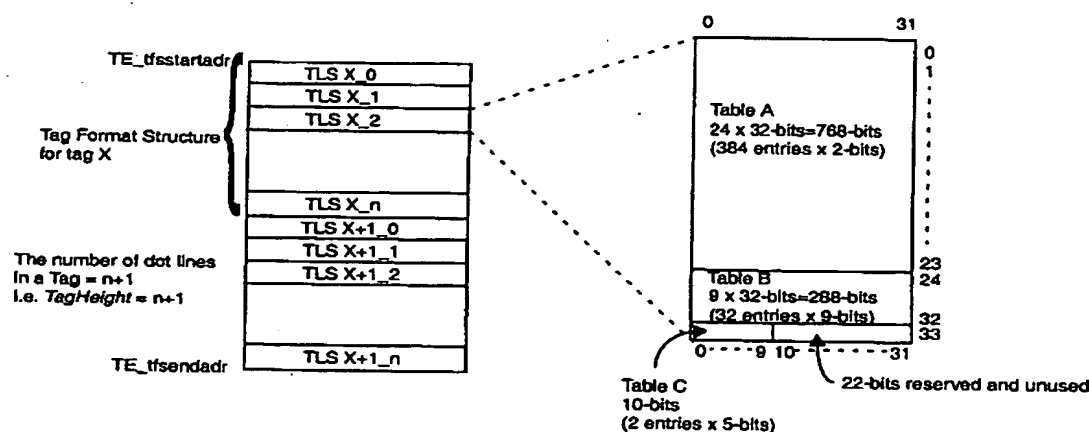 TE_tfsstartadr
TLS X_0
TLS X_1
TLS X_2
Tag Format Structure
for tag X
TLS X_n
TLS X+1_0
TLS X+1_1
TLS X+1_2
The number of dot lines
in a Tag = n+1
i.e. TagHeight = n+1
TE_tfsendadr
TLS X+1_n
0 31
0
1
Table A
24 x 32-bits=768-bits
(384 entries x 2-bits)
23
24
Table B
9 x 32-bits=288-bits
(32 entries x 9-bits)
32
33
0 9 10 31
Table C
10-bits
(2 entries x 5-bits)
22-bits reserved and unused